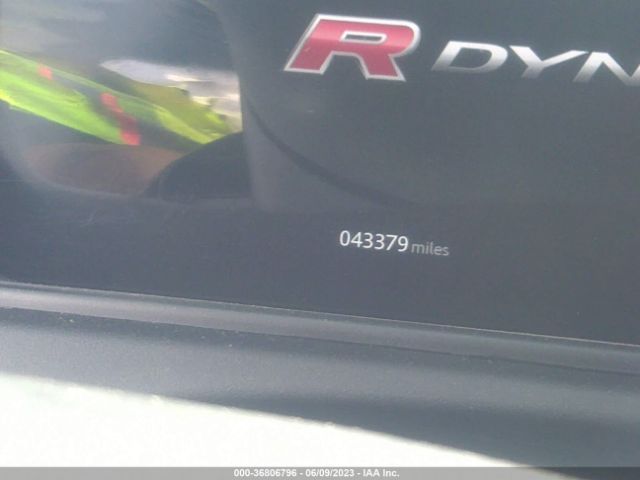 R DYN
043379 miles
000-36806796 - 06/09/2023 - IAA Inc.